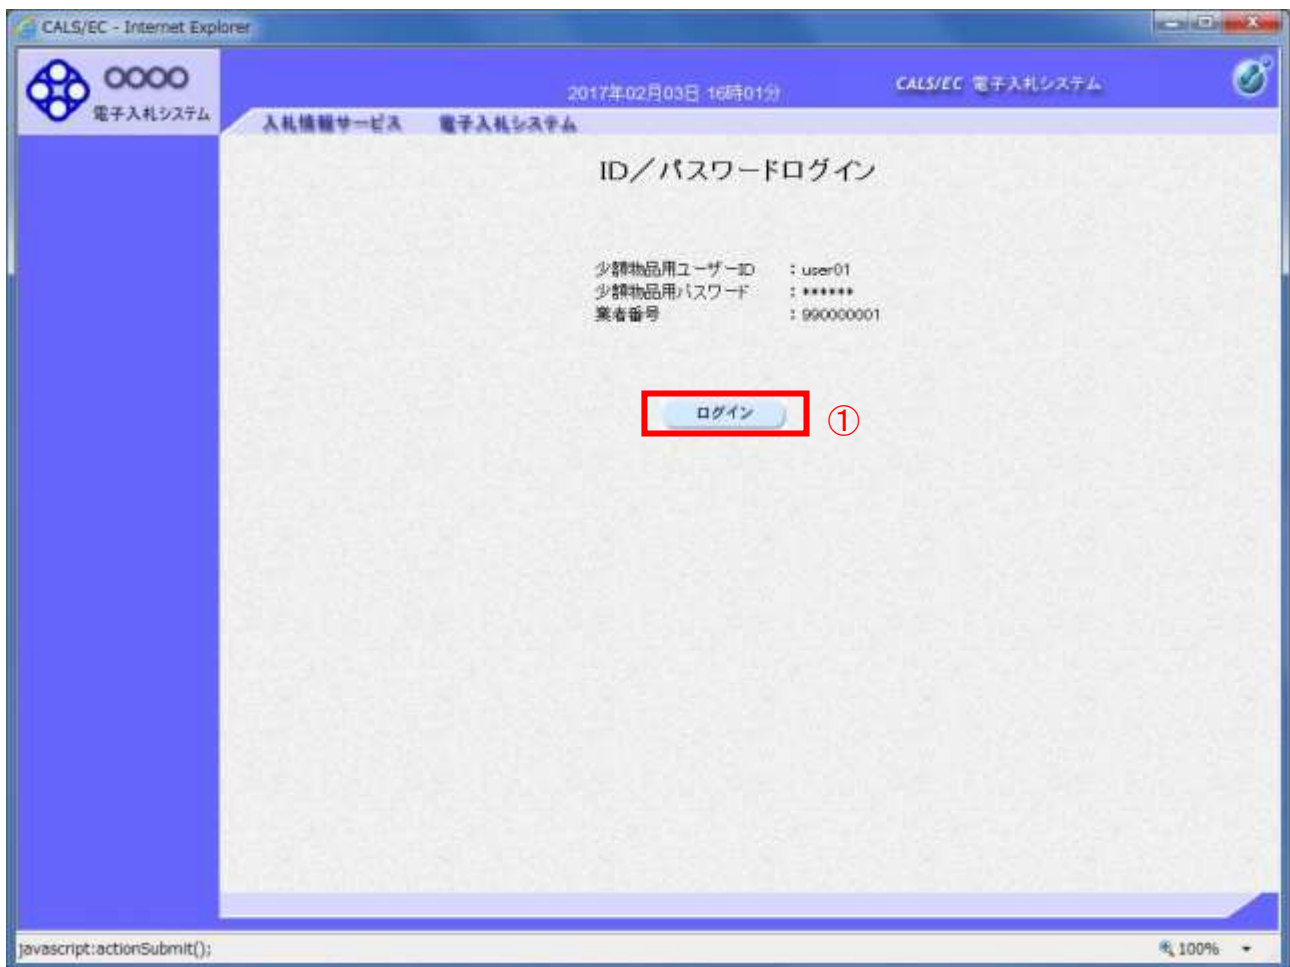 CALS/EC - Internet Explorer
○○○○
電子入札システム
2017年02月03日 16時01分
CALS/EC 電子入札システム
入札情報サービス 電子入札システム
ID／パスワードログイン
少額物品用ユーザーID ：user01
少額物品用パスワード ：******
業者番号 ：990000001
ログイン
①
javascript:actionSubmit();
100%